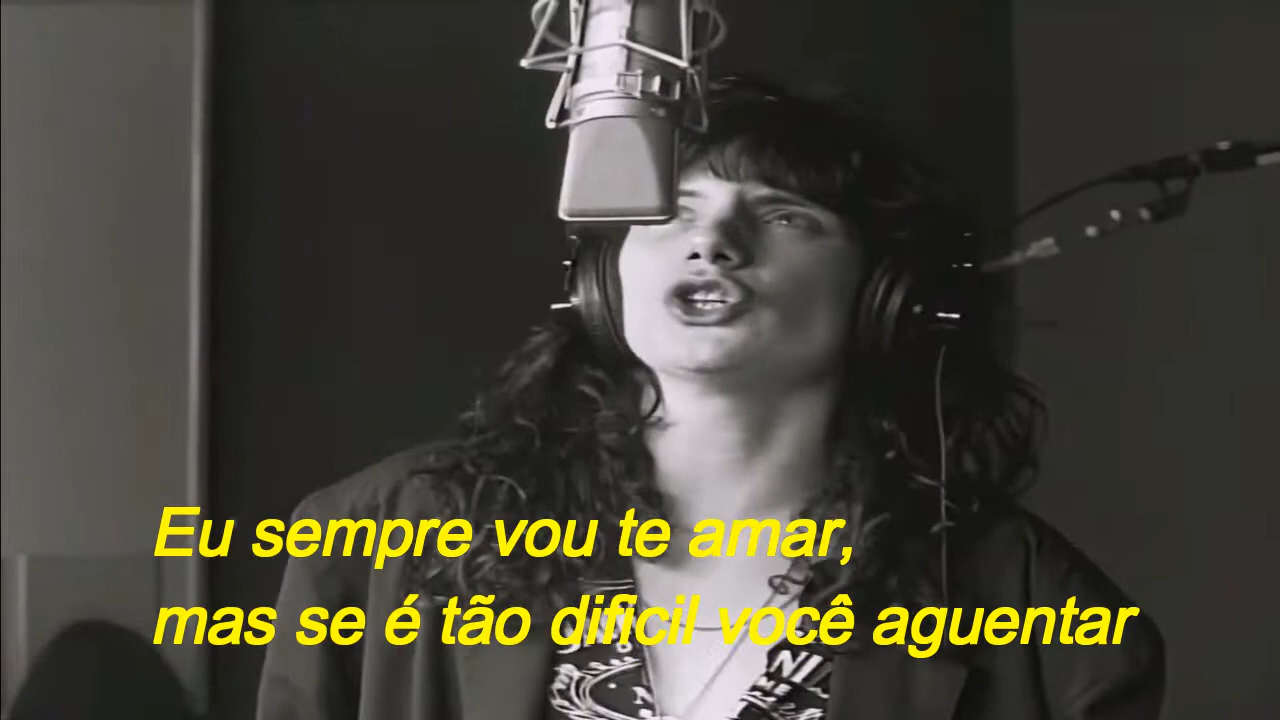 Eu sempre vou te amar,
mas se é tão dificil você aguentar